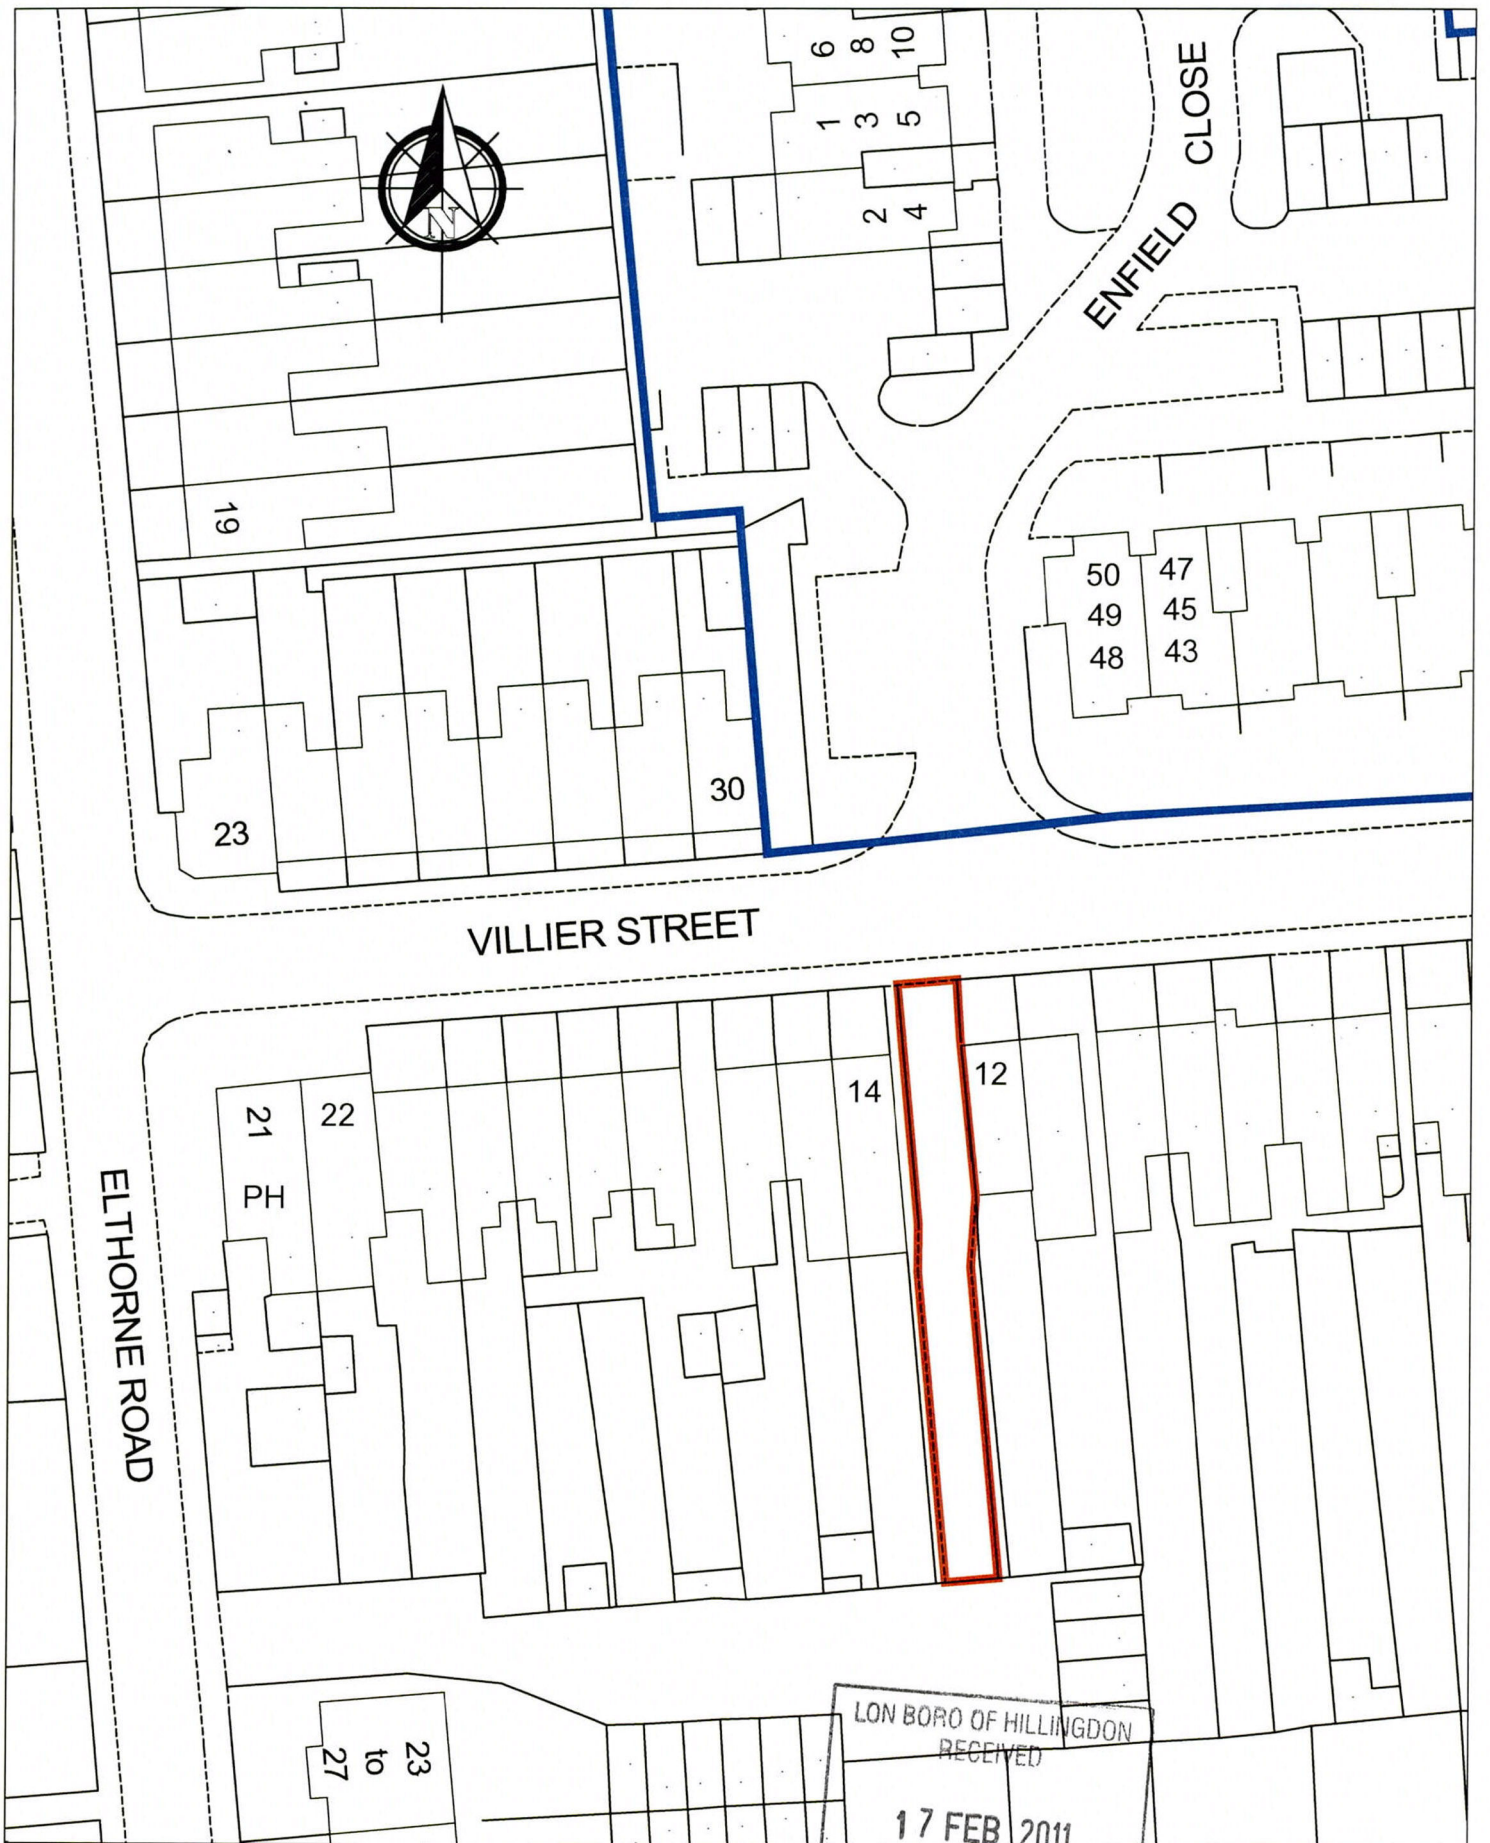 6
8
10
1
3
5
2
4
ENFIELD CLOSE
N
19
50 47
49 45
48 43
23
30
VILLIER STREET
14
12
21
PH
22
ELTHORNE ROAD
23
to
27
LON BORO OF HILLINGDON
RECEIVED
17 FEB 2011